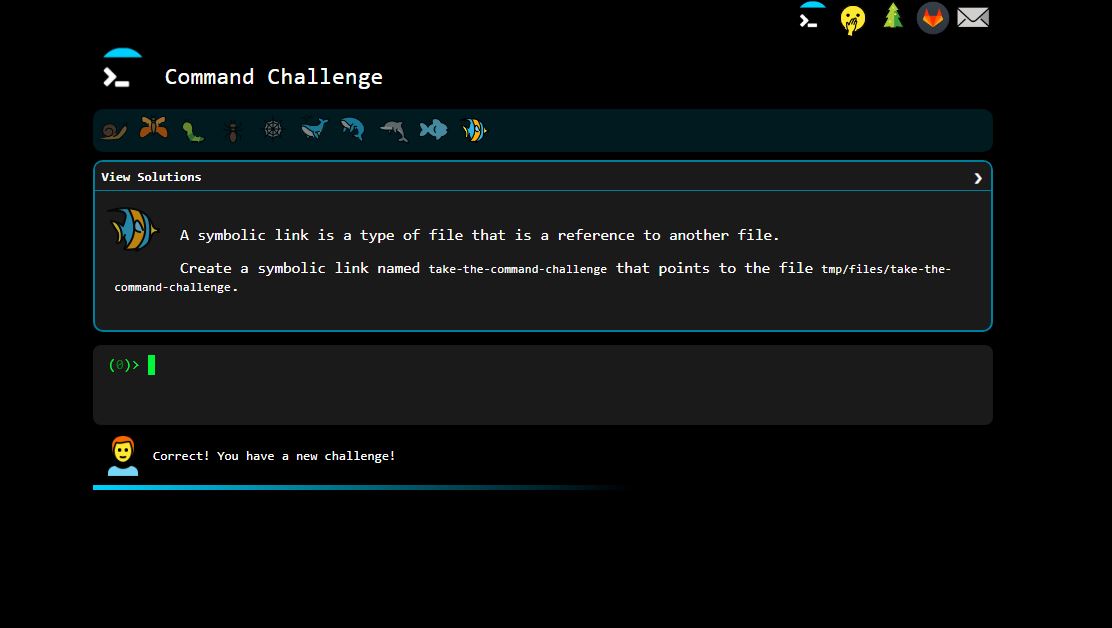 Command Challenge
View Solutions
A symbolic link is a type of file that is a reference to another file.
Create a symbolic link named take-the-command-challenge that points to the file tmp/files/take-the-
command-challenge.
(0)>
Correct! You have a new challenge!